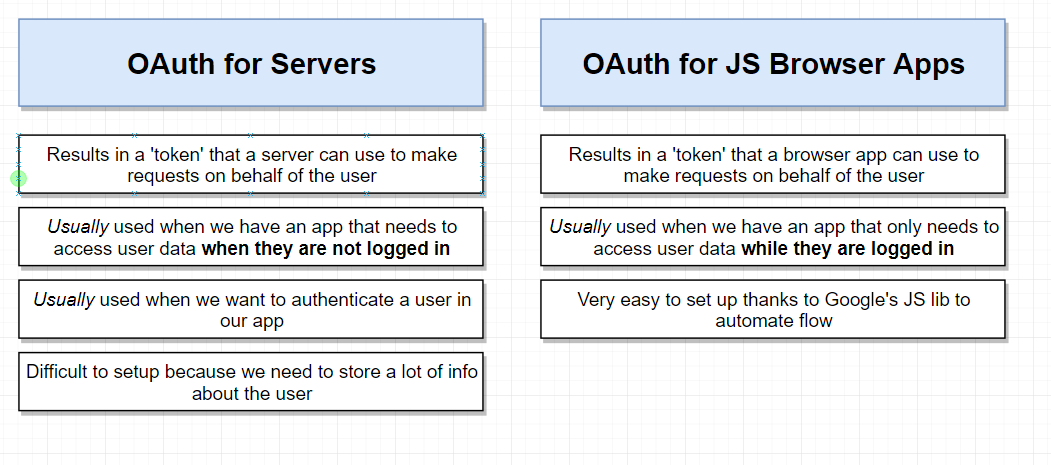 OAuth for Servers
Results in a 'token' that a server can use to make
requests on behalf of the user
Usually used when we have an app that needs to
access user data when they are not logged in
Usually used when we want to authenticate a user in
our app
Difficult to setup because we need to store a lot of info
about the user
OAuth for JS Browser Apps
Results in a 'token' that a browser app can use to
make requests on behalf of the user
Usually used when we have an app that only needs to
access user data while they are logged in
Very easy to set up thanks to Google's JS lib to
automate flow